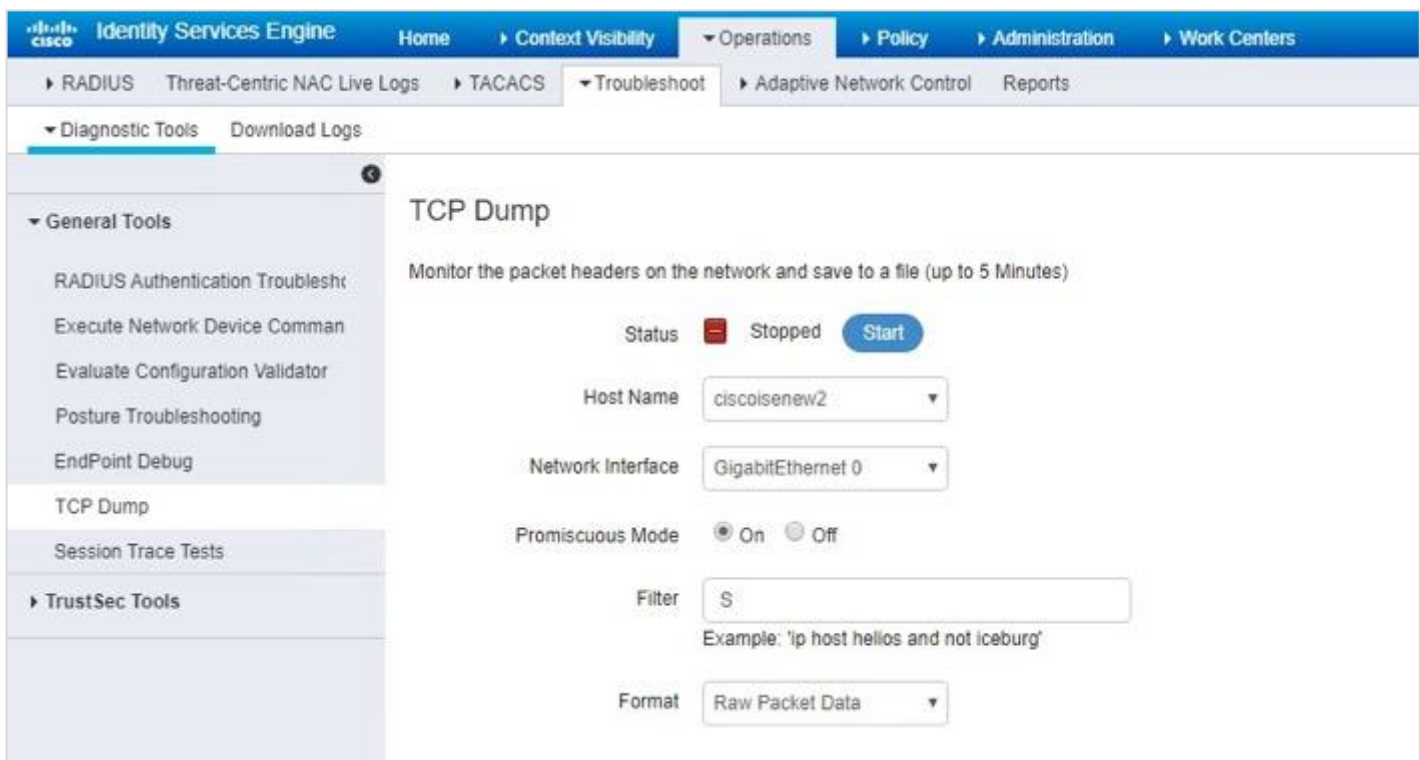 cisco Identity Services Engine Home Context Visibility Operations Policy Administration Work Centers
RADIUS Threat-Centric NAC Live Logs TACACS Troubleshoot Adaptive Network Control Reports
Diagnostic Tools Download Logs
General Tools
RADIUS Authentication Troublesho
Execute Network Device Comman
Evaluate Configuration Validator
Posture Troubleshooting
EndPoint Debug
TCP Dump
Session Trace Tests
TrustSec Tools
TCP Dump
Monitor the packet headers on the network and save to a file (up to 5 Minutes)
Status Stopped Start
Host Name ciscoisenew2
Network Interface GigabitEthernet 0
Promiscuous Mode On Off
Filter S
Example: 'ip host helios and not iceburg'
Format Raw Packet Data